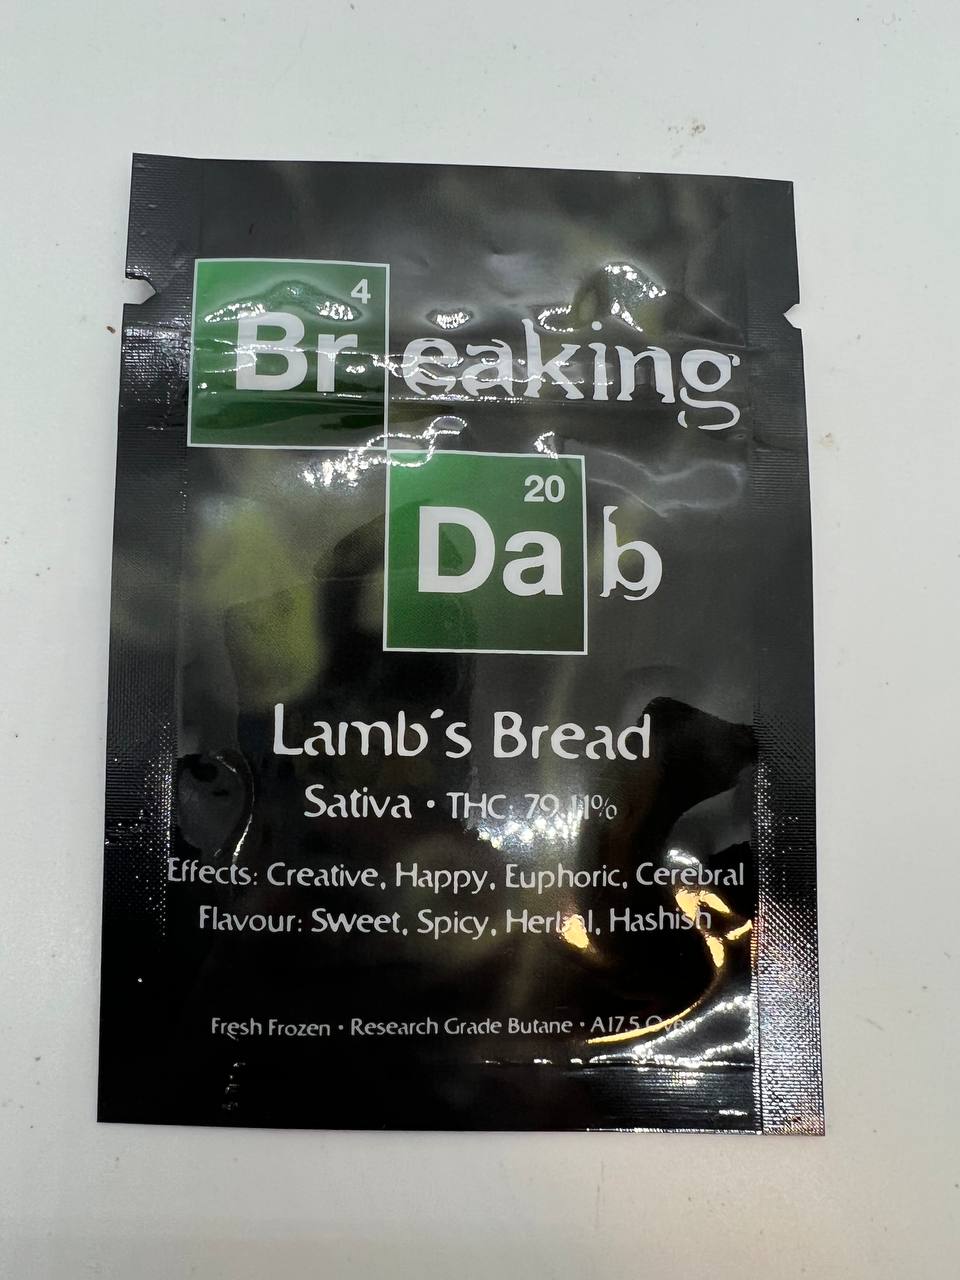 4
Breaking
20
Dab
Lamb´s Bread
Sativa • THC: 79.11%
Effects: Creative, Happy, Euphoric, Cerebral
Flavour: Sweet, Spicy, Herbal, Hashish
Fresh Frozen • Research Grade Butane • A17.5